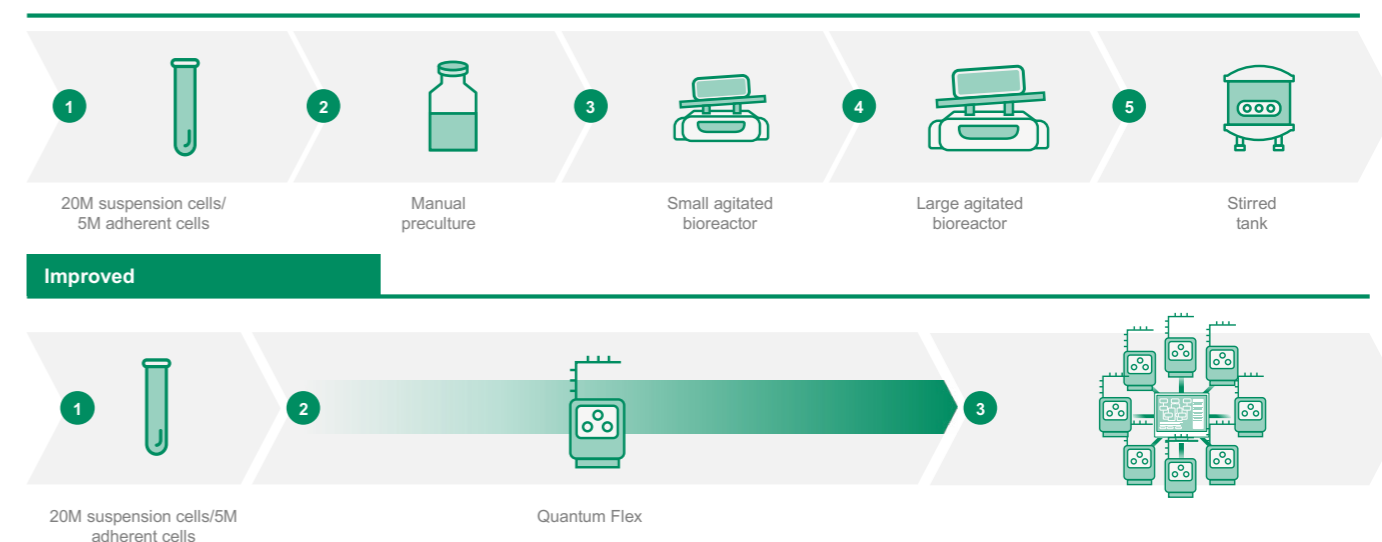 1
2
3
4
5
20M suspension cells/
5M adherent cells
Manual
preculture
Small agitated
bioreactor
Large agitated
bioreactor
Stirred
tank
Improved
1
2
3
20M suspension cells/5M
adherent cells
Quantum Flex